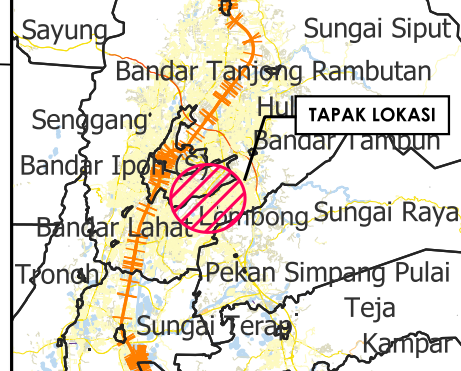 Sayung
Sungai Siput
Bandar Tanjong Rambutan
TAPAK LOKASI
Senggang
Bandar Tambun
Bandar Ipoh (S)
Bandar Lahat
Lombong
Sungai Raya
Tronoh
Pekan Simpang Pulai
Teja
Sungai Terap
Kampar